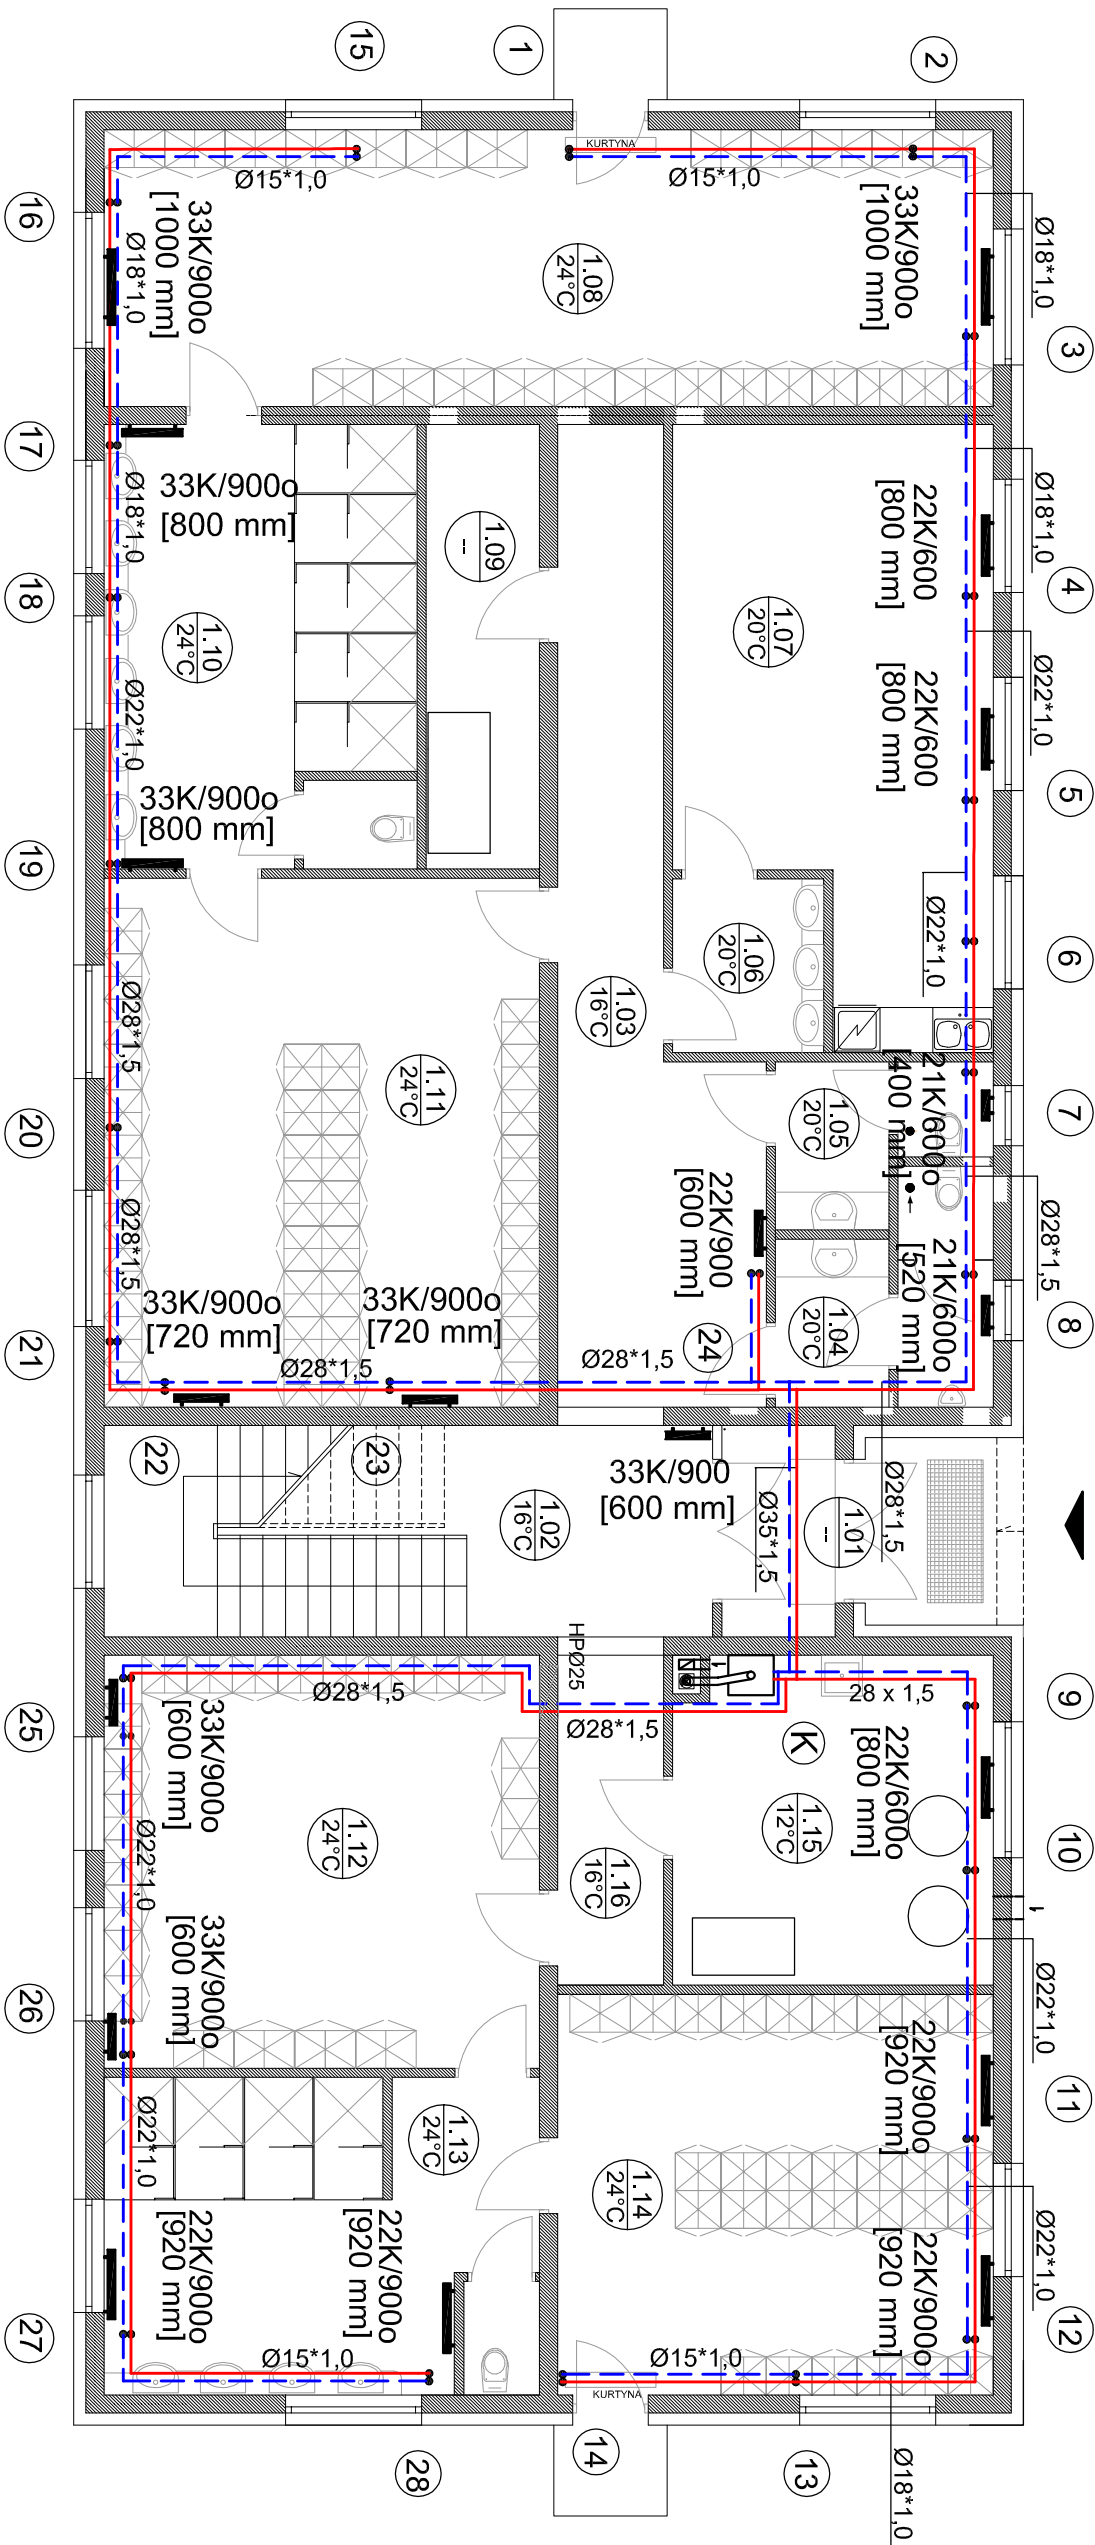 15
1
2
KURTYNA
Ø15*1,0
Ø15*1,0
16
33K/900o
[1000 mm]
Ø18*1,0
1.08
24°C
33K/900o
[1000 mm]
Ø18*1,0
3
17
33K/900o
[800 mm]
Ø18*1,0
1.09
--
22K/600
[800 mm]
Ø18*1,0
4
18
1.10
24°C
Ø22*1,0
1.07
20°C
22K/600
[800 mm]
Ø22*1,0
5
33K/900o
[800 mm]
19
1.06
20°C
Ø22*1,0
6
1.03
16°C
Ø28*1,5
1.11
24°C
20
1.05
20°C
21K/600o
[400 mm]
7
Ø28*1,5
22K/900
[600 mm]
Ø28*1,5
21K/600o
[520 mm]
8
33K/900o
[720 mm]
33K/900o
[720 mm]
21
Ø28*1,5
Ø28*1,5
24
1.04
20°C
22
23
33K/900
[600 mm]
1.02
16°C
Ø35*1,5
1.01
--
Ø28*1,5
HPØ25
1
25
Ø28*1,5
28 x 1,5
9
33K/900o
[600 mm]
Ø28*1,5
K
22K/600o
[800 mm]
1.12
24°C
Ø22*1,0
1.15
12°C
10
1.16
16°C
33K/900o
[600 mm]
26
Ø22*1,0
22K/900o
[920 mm]
11
Ø22*1,0
1.13
24°C
1.14
24°C
Ø22*1,0
22K/900o
[920 mm]
22K/900o
[920 mm]
22K/900o
[920 mm]
27
12
Ø15*1,0
Ø15*1,0
KURTYNA
28
14
13
Ø18*1,0